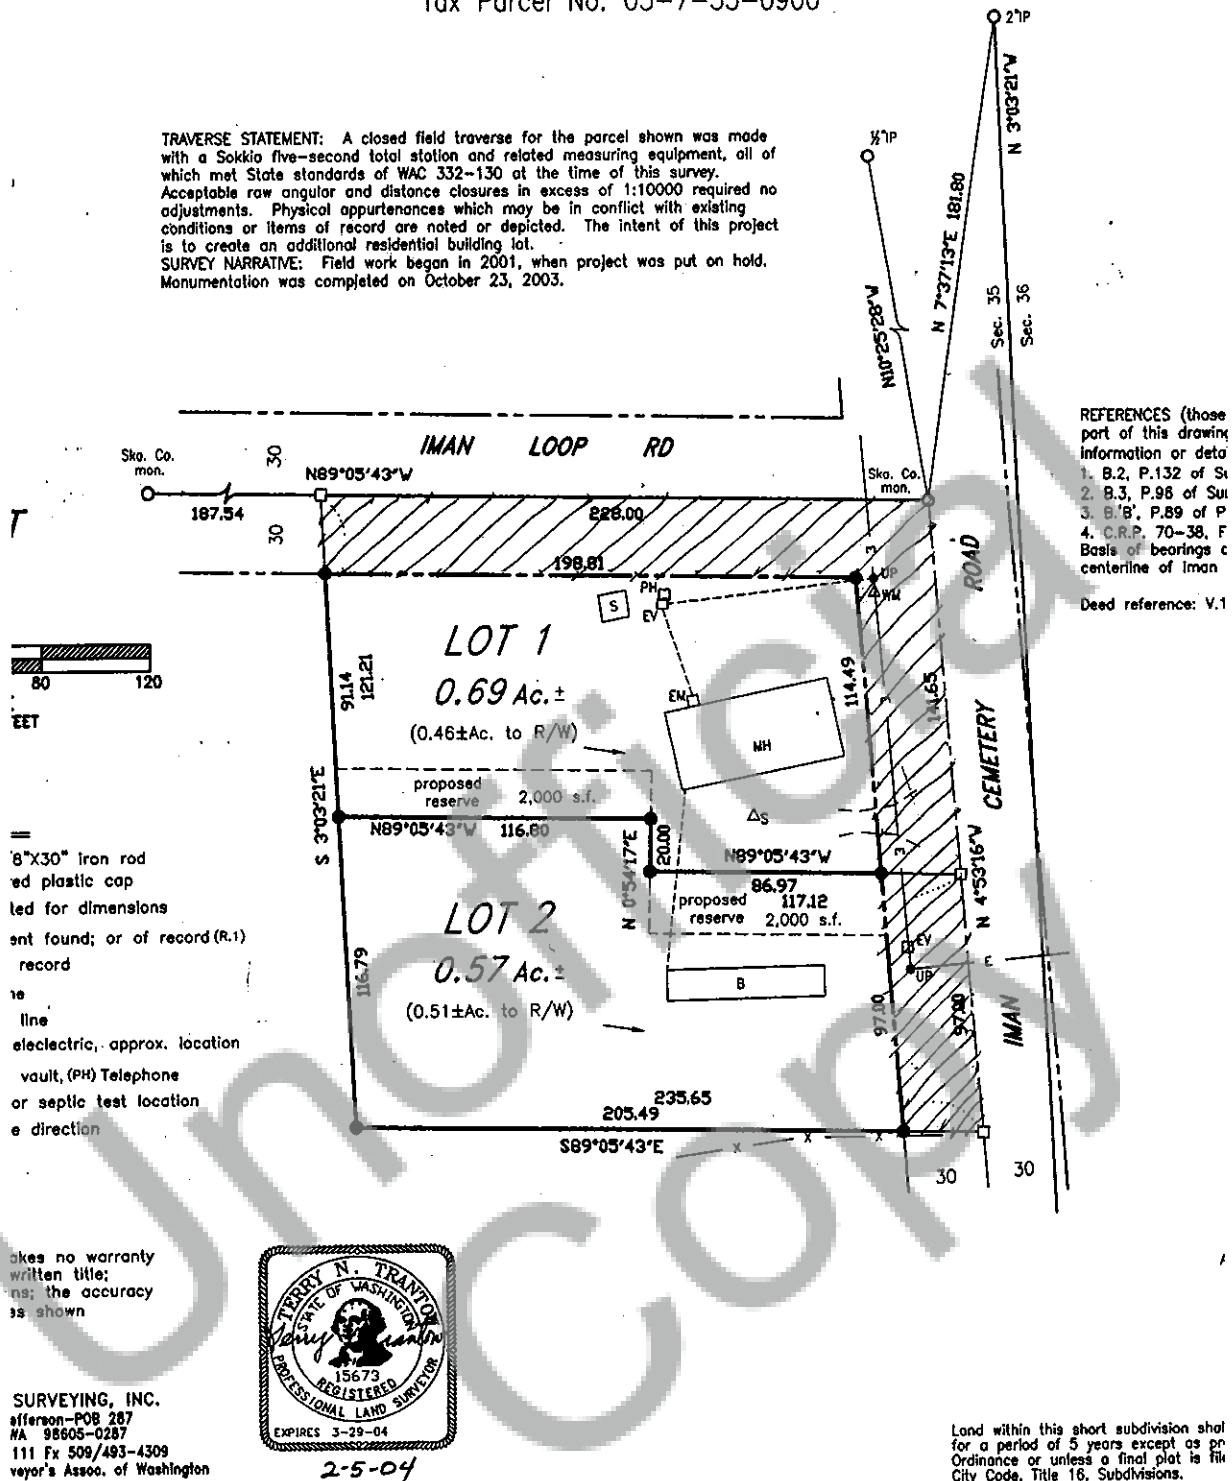 Tax Parcel No. 03-7-35-0900
2"IP
½"IP
N 3°03'21"W
TRAVERSE STATEMENT: A closed field traverse for the parcel shown was made
with a Sokkia five-second total station and related measuring equipment, all of
which met State standards of WAC 332-130 at the time of this survey.
Acceptable raw angular and distance closures in excess of 1:10000 required no
adjustments. Physical appurtenances which may be in conflict with existing
conditions or items of record are noted or depicted. The intent of this project
is to create an additional residential building lot.
SURVEY NARRATIVE: Field work began in 2001, when project was put on hold.
Monumentation was completed on October 23, 2003.
N10°25'28"W
N 7°37'13"E 181.80
Sec. 35
Sec. 36
REFERENCES (those
part of this drawing
information or deta
1. B.2, P.132 of Su
2. B.3, P.96 of Su
3. B.'B', P.89 of P
4. C.R.P. 70-38, F
Basis of bearings
centerline of Iman
Deed reference: V.1
IMAN LOOP RD
30
Ska. Co.
mon.
N89°05'43"W
Ska. Co.
mon.
187.54
228.00
30
T
198.81
3
UP
WM
ROAD
PH
EV
S
LOT 1
0.69 Ac.±
(0.46±Ac. to R/W)
91.14
121.21
EM
MH
114.49
141.65
80
120
EET
CEMETERY
S 3°03'21"E
proposed
reserve 2,000 s.f.
S
N89°05'43"W 116.80
N 0°54'17"E
20.00
N89°05'43"W
3
86.97
117.12
N 4°53'16"W
proposed
reserve 2,000 s.f.
8"X30" iron rod
ed plastic cap
led for dimensions
ent found; or of record (R.1)
record
ne
line
eleclectric, approx. location
vault, (PH) Telephone
or septic test location
e direction
LOT 2
0.57 Ac.±
(0.51±Ac. to R/W)
116.79
EV
E
UP
B
97.00
97.00
IMAN
235.65
205.49
S89°05'43"E
x x x
30
30
akes no warranty
written title;
ns; the accuracy
as shown
TERRY N. TRANTOW
STATE OF WASHINGTON
Terry Trantow
15673
REGISTERED
PROFESSIONAL LAND SURVEYOR
EXPIRES 3-29-04
2-5-04
SURVEYING, INC.
efferson-POB 287
WA 98605-0287
111 Fx 509/493-4309
veyor's Assoc. of Washington
Land within this short subdivision shal
for a period of 5 years except as pr
Ordinance or unless a final plat is file
City Code, Title 16, Subdivisions.
Unofficial
Copy